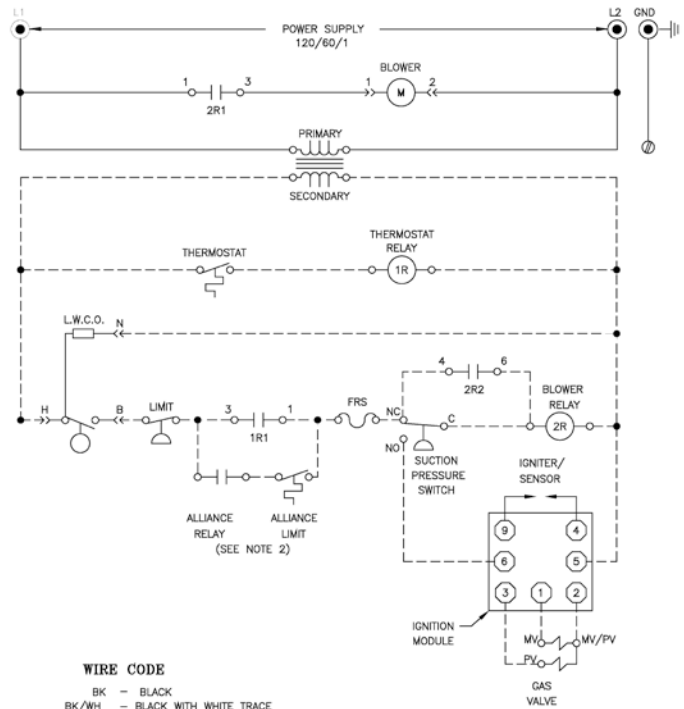 L1
L2
GND
POWER SUPPLY
120/60/1
BLOWER
1
3
1
M
2
2R1
PRIMARY
SECONDARY
THERMOSTAT
THERMOSTAT
RELAY
1R
L.W.C.O.
N
4
6
2R2
H
B
LIMIT
3
1
1R1
FRS
NC
C
NO
BLOWER
RELAY
2R
SUCTION
PRESSURE
SWITCH
IGNITER/
SENSOR
ALLIANCE
RELAY
ALLIANCE
LIMIT
(SEE NOTE 2)
9
4
6
5
3
1
2
IGNITION
MODULE
MV
MV/PV
PV
GAS
VALVE
WIRE CODE
BK – BLACK
BK/WH – BLACK WITH WHITE TRACE